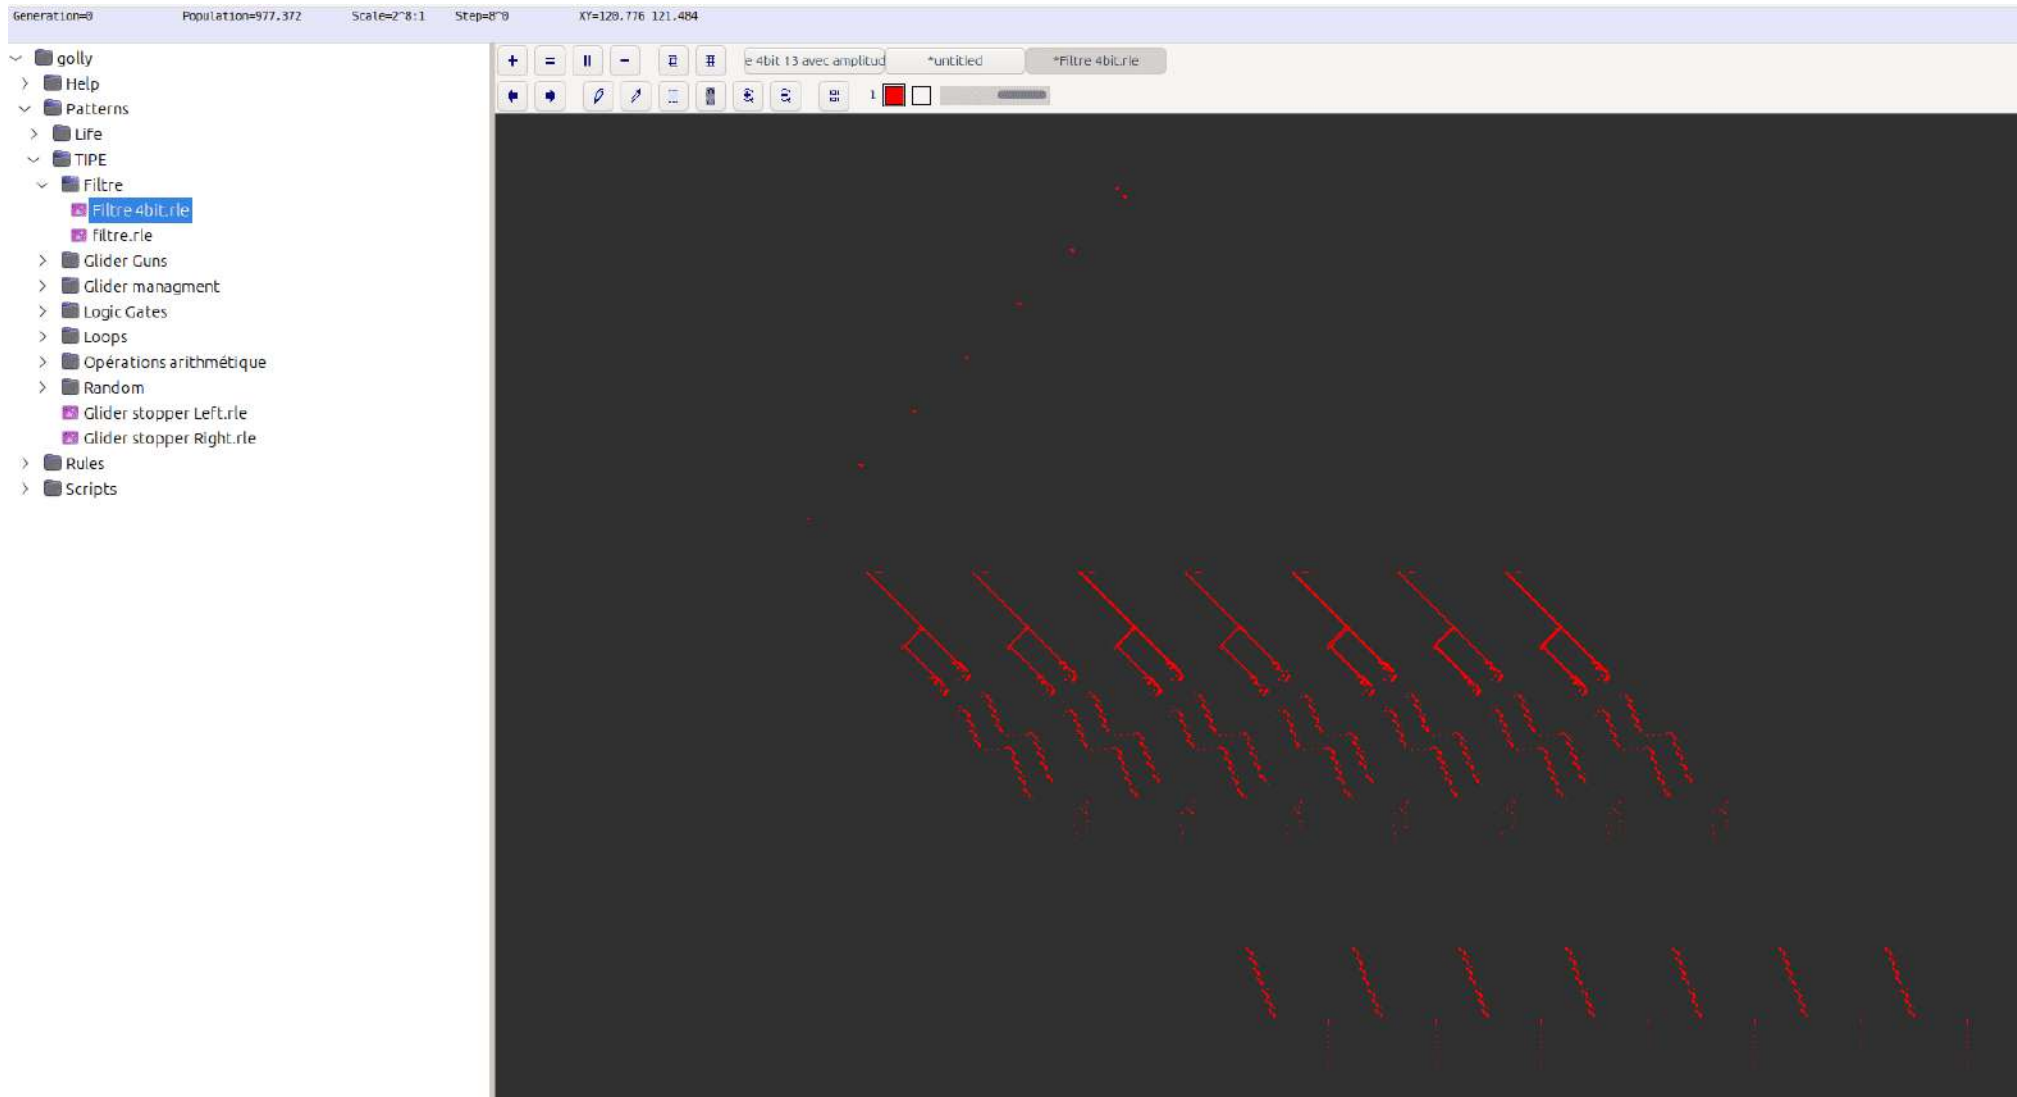 Generation=0 Population=977,372 Scale=2^8:1 Step=8^0 XY=120,776 121,484
golly
Help
Patterns
Life
TIPE
Filtre
Filtre 4bit.rle
filtre.rle
Glider Guns
Glider managment
Logic Gates
Loops
Opérations arithmétique
Random
Glider stopper Left.rle
Glider stopper Right.rle
Rules
Scripts
e 4bit 13 avec amplitud *untitled *Filtre 4bit.rle
1